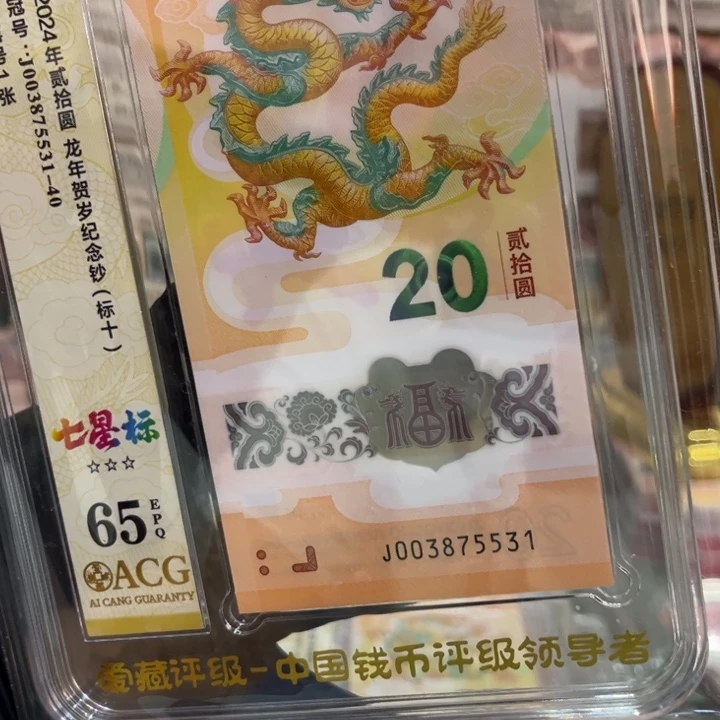 2024年贰拾圆 龙年贺岁纪念钞(标十)
冠号:J003875531-40
张
七星标
☆☆☆
65 EPQ
ACG
AI CANG GUARANTY
20 贰拾圆
福
J003875531
爱藏评级-中国钱币评级领导者